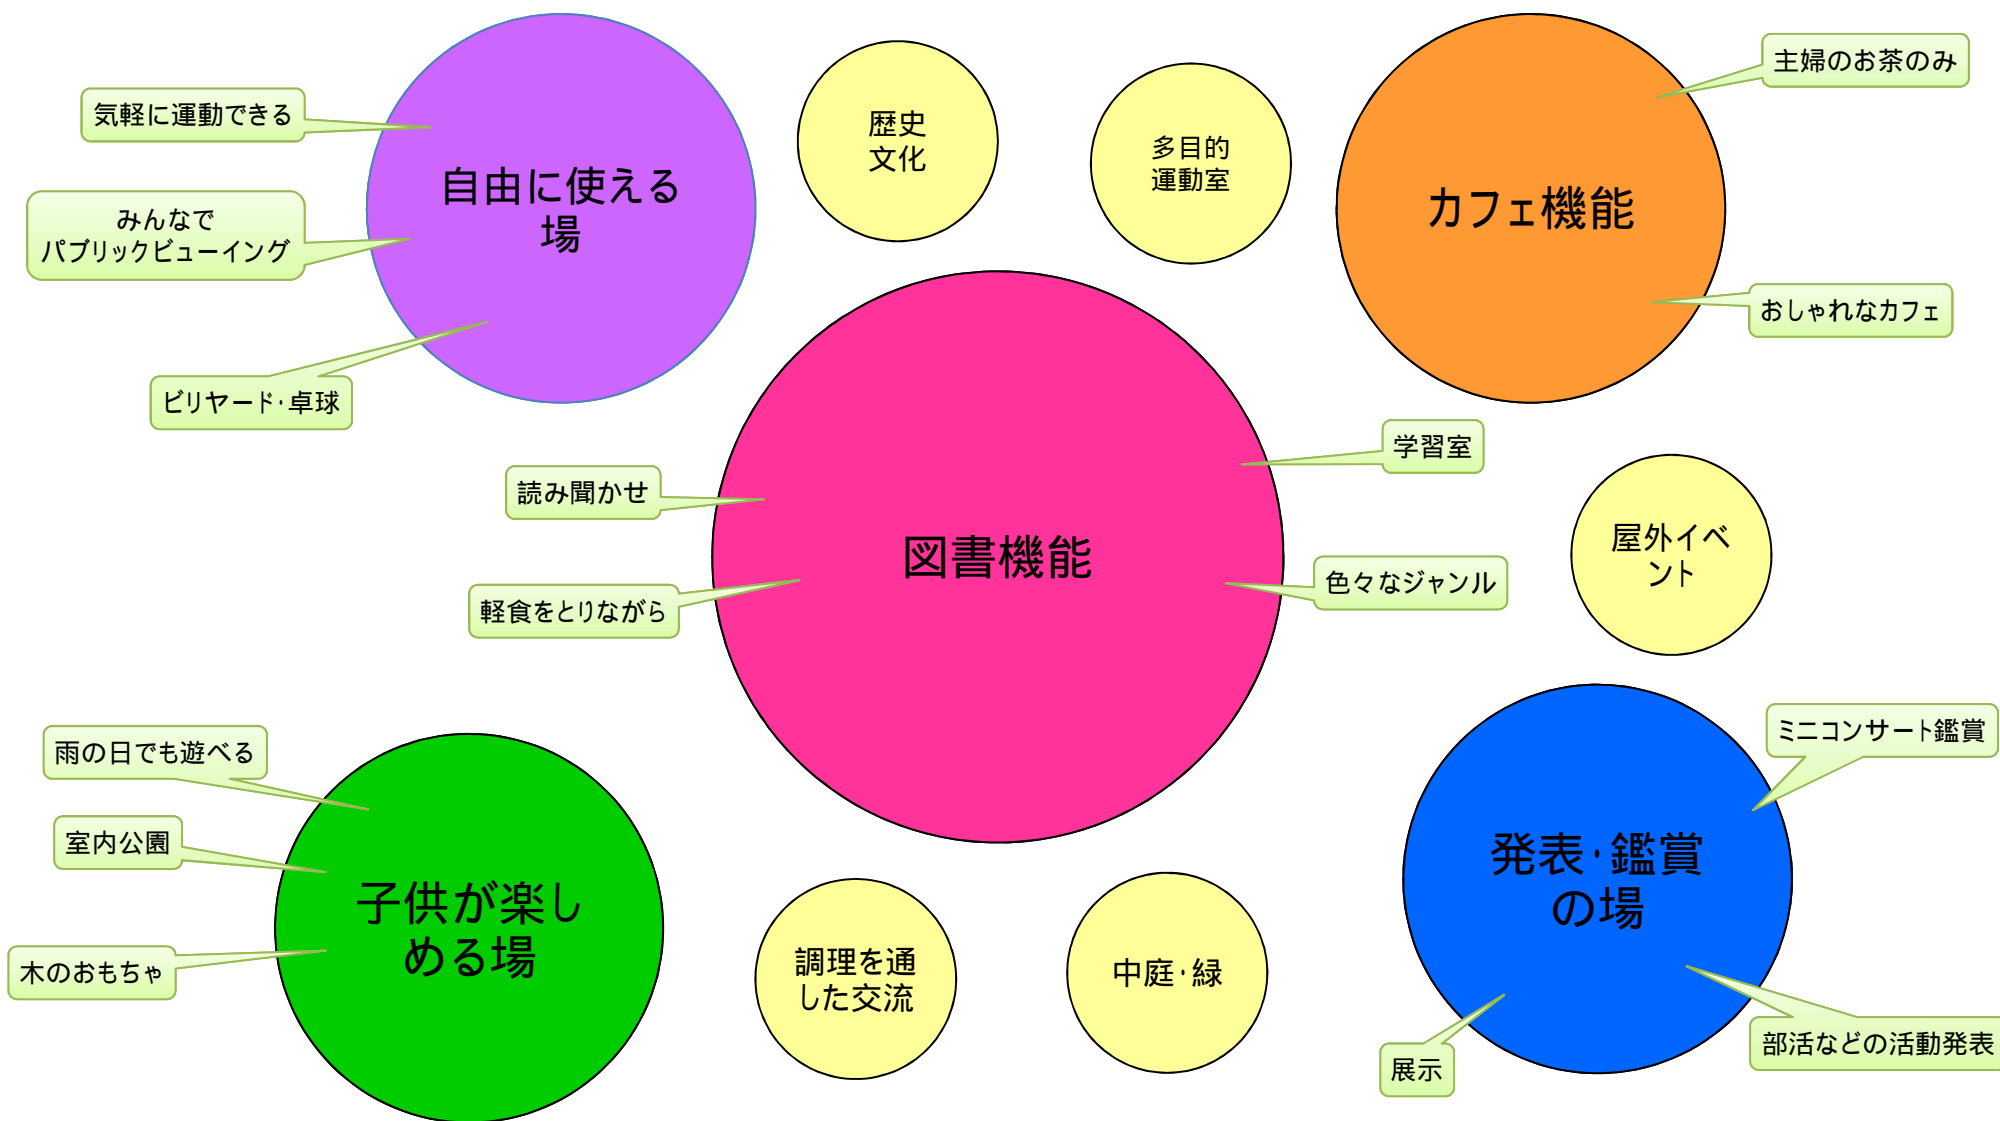 気軽に運動できる
みんなで
パブリックビューイング
ビリヤード・卓球
自由に使える
場
歴史
文化
多目的
運動室
カフェ機能
主婦のお茶のみ
おしゃれなカフェ
読み聞かせ
軽食をとりながら
図書機能
学習室
色々なジャンル
屋外イベ
ント
雨の日でも遊べる
室内公園
木のおもちゃ
子供が楽し
める場
調理を通
した交流
中庭・緑
発表・鑑賞
の場
ミニコンサート鑑賞
展示
部活などの活動発表